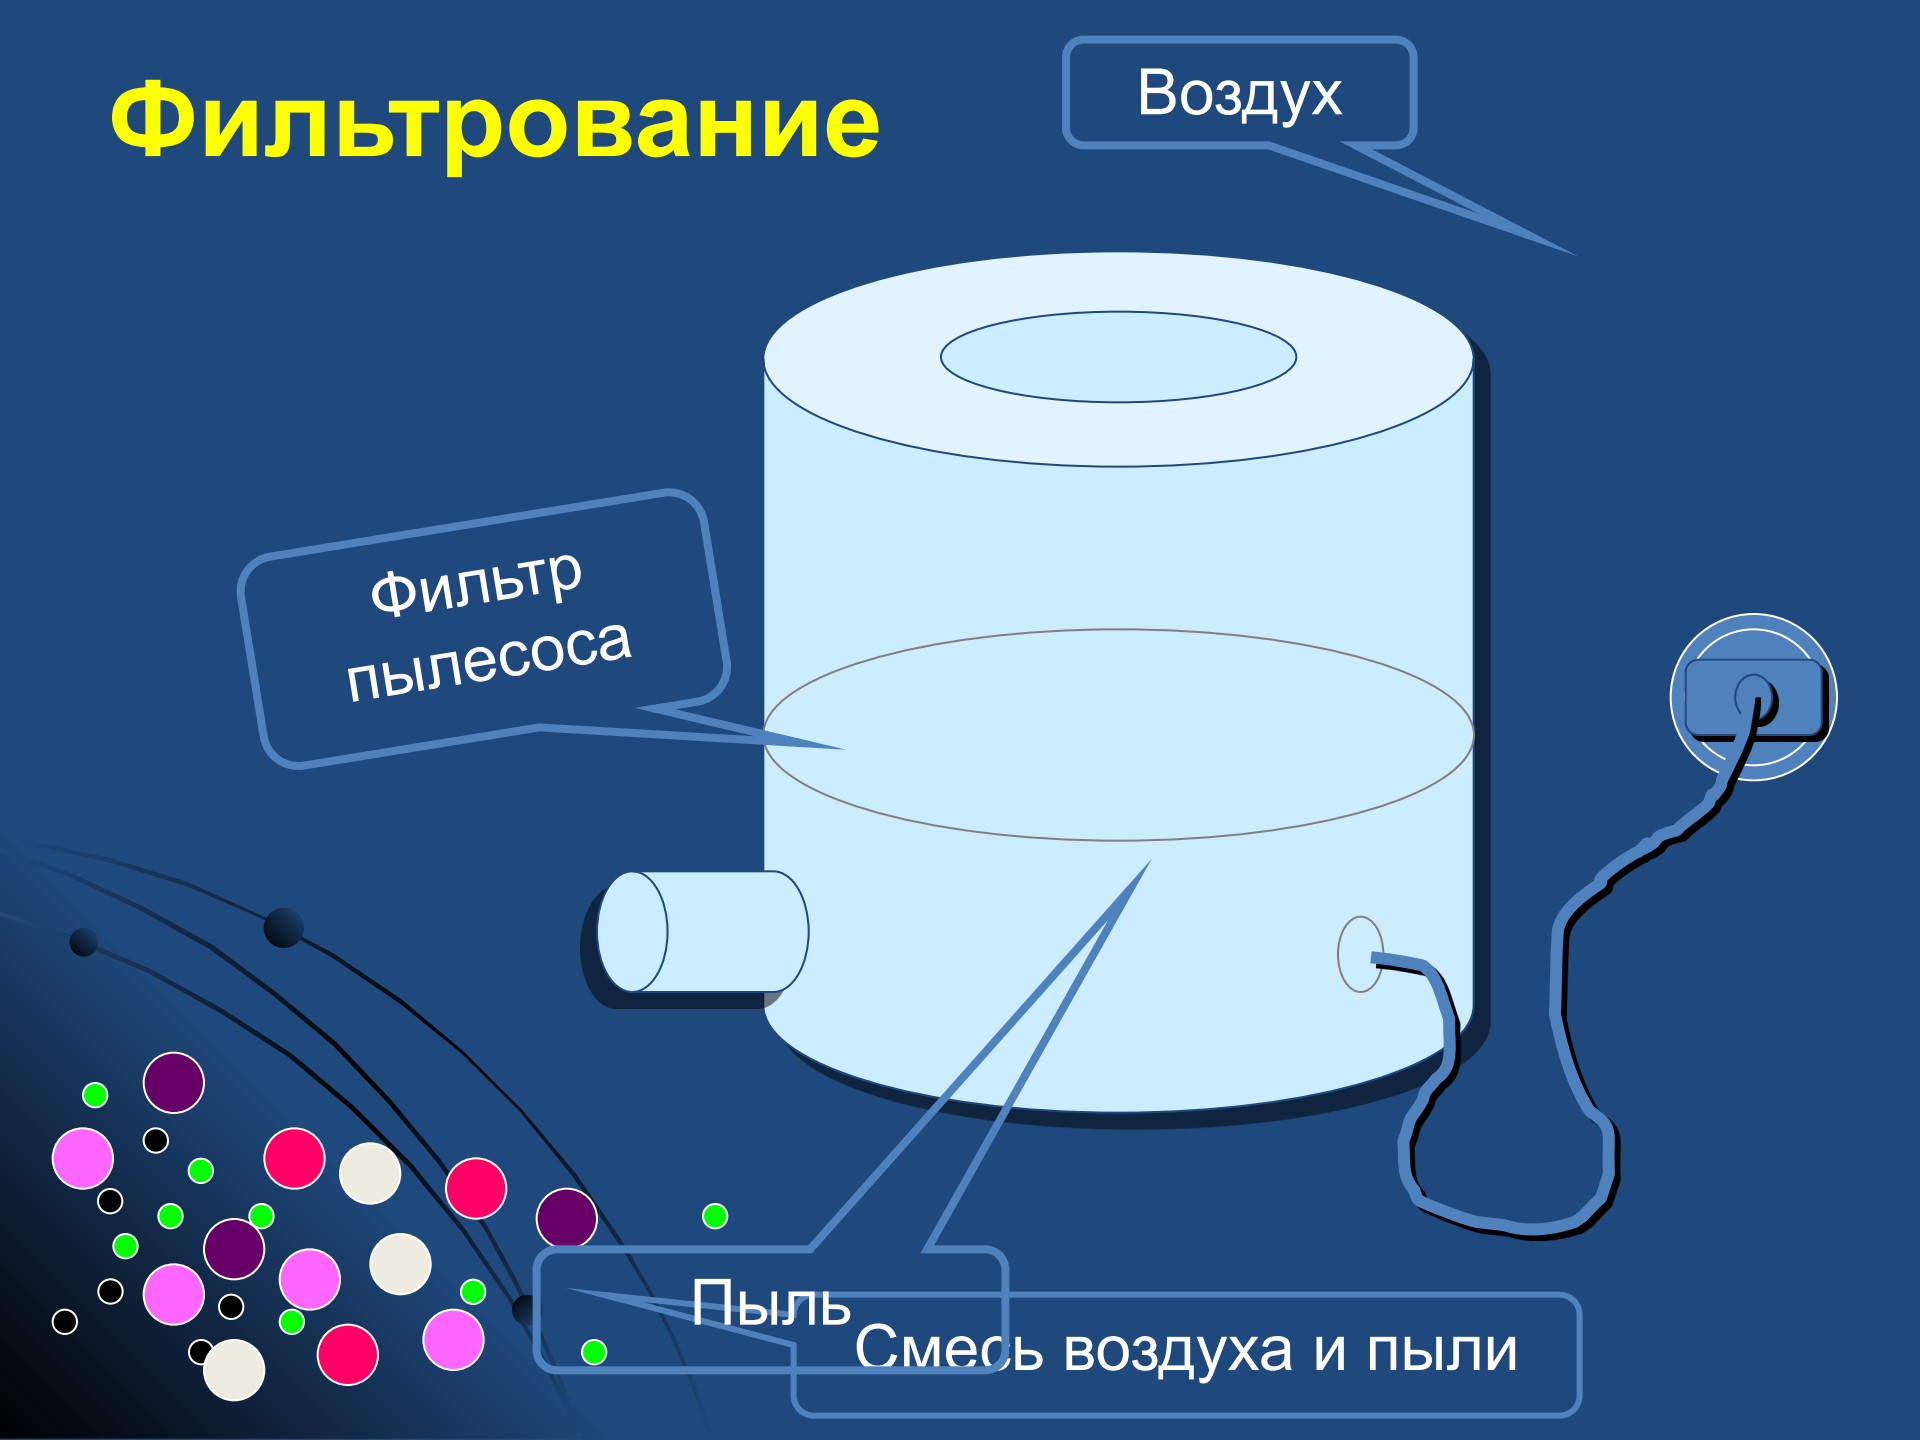 Фильтрование
Воздух
Фильтр
пылесоса
Пыль
Смесь воздуха и пыли